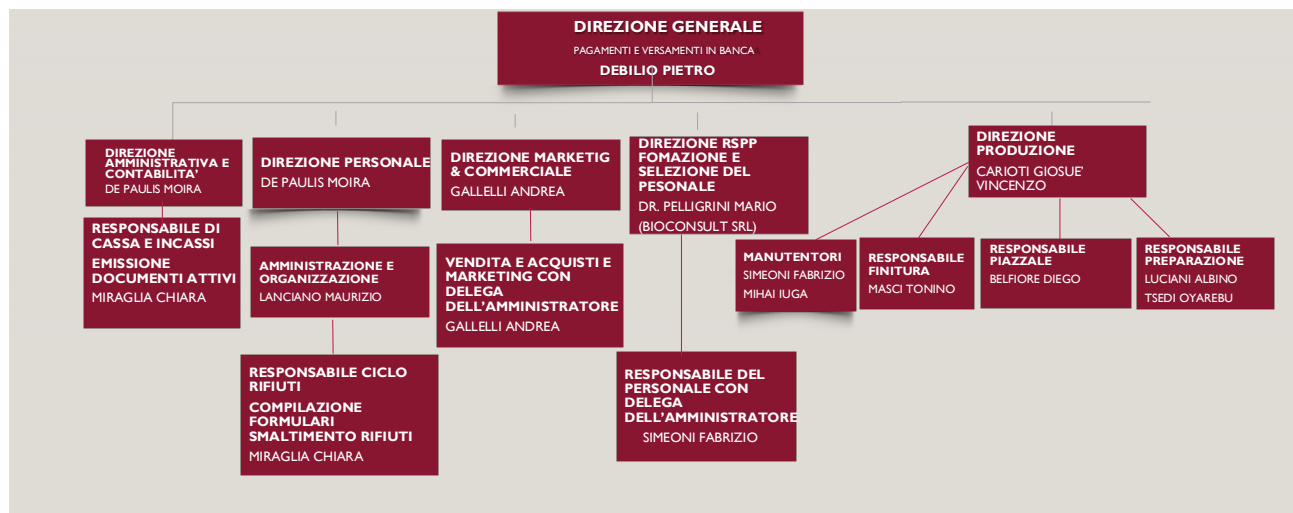 DIREZIONE GENERALE
PAGAMENTI E VERSAMENTI IN BANCA
DEBILIO PIETRO
DIREZIONE
AMMINISTRATIVA E
CONTABILITA'
DE PAULIS MOIRA
DIREZIONE PERSONALE
DE PAULIS MOIRA
DIREZIONE MARKETIG
& COMMERCIALE
GALLELLI ANDREA
DIREZIONE RSPP
FOMAZIONE E
SELEZIONE DEL
PESONALE
DR. PELLIGRINI MARIO
(BIOCONSULT SRL)
DIREZIONE
PRODUZIONE
CARIOTI GIOSUE'
VINCENZO
RESPONSABILE DI
CASSA E INCASSI
EMISSIONE
DOCUMENTI ATTIVI
MIRAGLIA CHIARA
AMMINISTRAZIONE E
ORGANIZZAZIONE
LANCIANO MAURIZIO
VENDITA E ACQUISTI E
MARKETING CON
DELEGA
DELL'AMMINISTRATORE
GALLELLI ANDREA
MANUTENTORI
SIMEONI FABRIZIO
MIHAI IUGA
RESPONSABILE
FINITURA
MASCI TONINO
RESPONSABILE
PIAZZALE
BELFIORE DIEGO
RESPONSABILE
PREPARAZIONE
LUCIANI ALBINO
TSEDI OYAREBU
RESPONSABILE CICLO
RIFIUTI
COMPILAZIONE
FORMULARI
SMALTIMENTO RIFIUTI
MIRAGLIA CHIARA
RESPONSABILE DEL
PERSONALE CON
DELEGA
DELL'AMMINISTRATORE
SIMEONI FABRIZIO